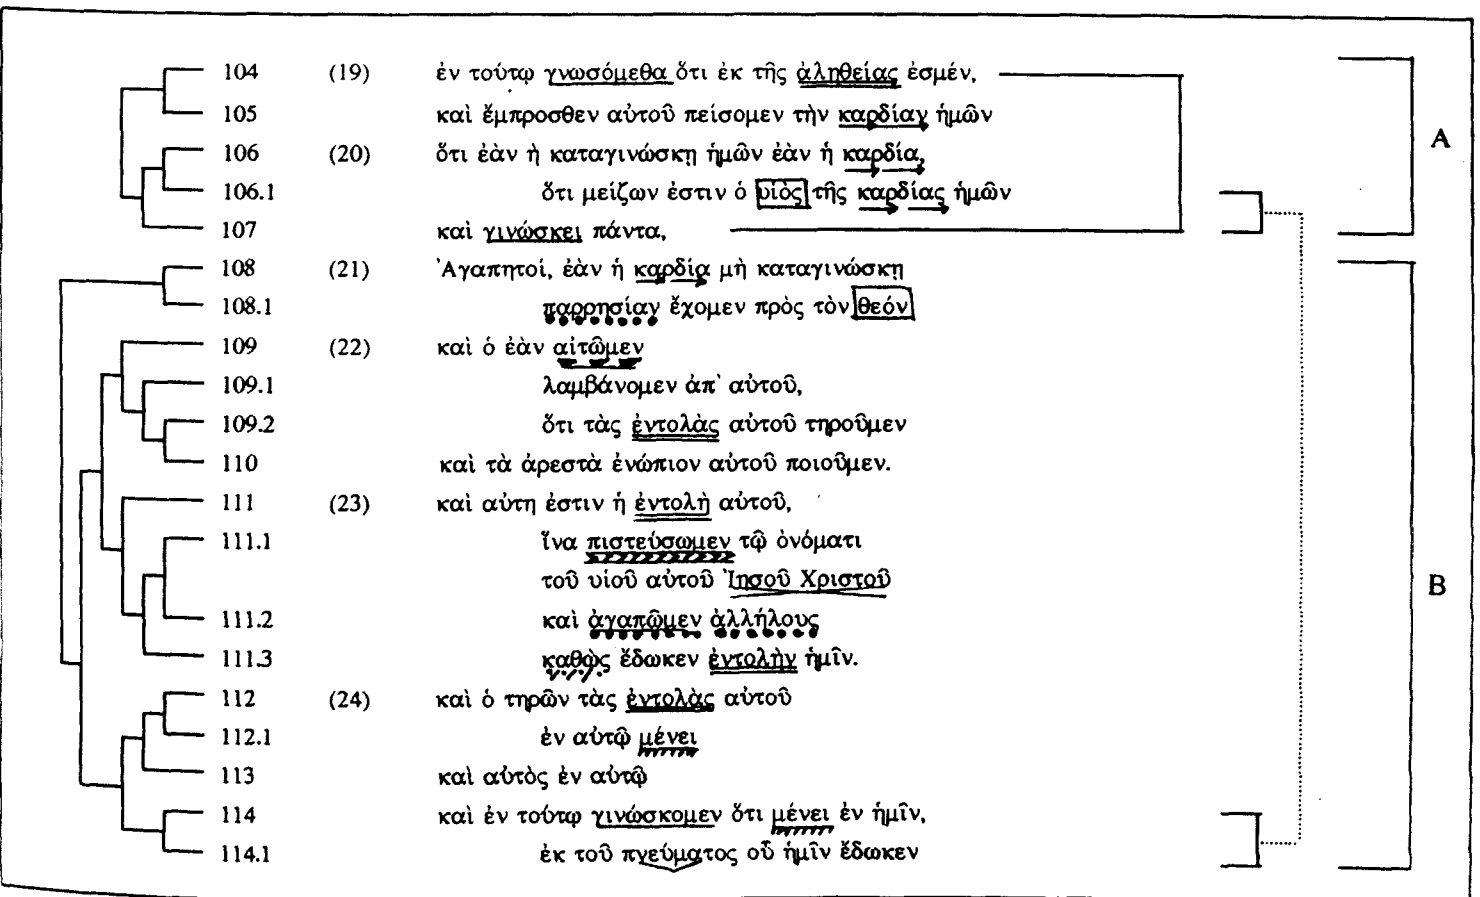 104 (19) ἐν τούτῳ γνωσόμεθα ὅτι ἐκ τῆς ἀληθείας ἐσμέν,
105 καὶ ἔμπροσθεν αὐτοῦ πείσομεν τὴν καρδίαν ἡμῶν
106 (20) ὅτι ἐὰν ἡ καταγινώσκῃ ἡμῶν ἐὰν ἡ καρδία,
106.1 ὅτι μείζων ἐστιν ὁ υἱὸς τῆς καρδίας ἡμῶν
107 καὶ γινώσκει πάντα,
A
108 (21) Ἀγαπητοί, ἐὰν ἡ καρδία μὴ καταγινώσκῃ
108.1 παρρησίαν ἔχομεν πρὸς τὸν θεόν
109 (22) καὶ ὁ ἐὰν αἰτῶμεν
109.1 λαμβάνομεν ἀπ' αὐτοῦ,
109.2 ὅτι τὰς ἐντολὰς αὐτοῦ τηροῦμεν
110 καὶ τὰ ἀρεστὰ ἐνώπιον αὐτοῦ ποιοῦμεν.
111 (23) καὶ αὑτη ἐστιν ἡ ἐντολὴ αὐτοῦ,
111.1 ἵνα πιστεύσωμεν τῷ ὀνόματι
τοῦ υἱοῦ αὐτοῦ Ἰησοῦ Χριστοῦ
B
111.2 καὶ ἀγαπῶμεν ἀλλήλους
111.3 καθὼς ἔδωκεν ἐντολὴν ἡμῖν.
112 (24) καὶ ὁ τηρῶν τὰς ἐντολὰς αὐτοῦ
112.1 ἐν αὐτῷ μένει
113 καὶ αὐτὸς ἐν αὐτῷ
114 καὶ ἐν τούτῳ γινώσκομεν ὅτι μένει ἐν ἡμῖν,
114.1 ἐκ τοῦ πνεύματος οὗ ἡμῖν ἔδωκεν